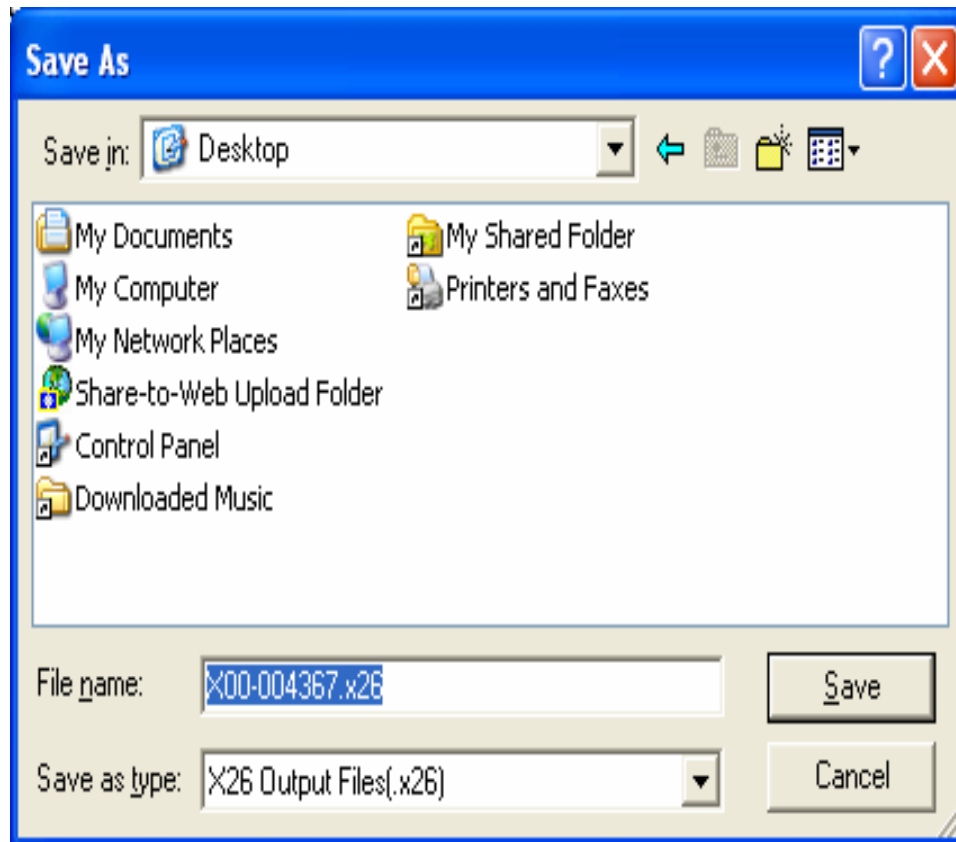 Save As
Save in: Desktop
My Documents
My Computer
My Network Places
Share-to-Web Upload Folder
Control Panel
Downloaded Music
My Shared Folder
Printers and Faxes
File name: X00-004367.x26
Save
Save as type: X26 Output Files(.x26)
Cancel